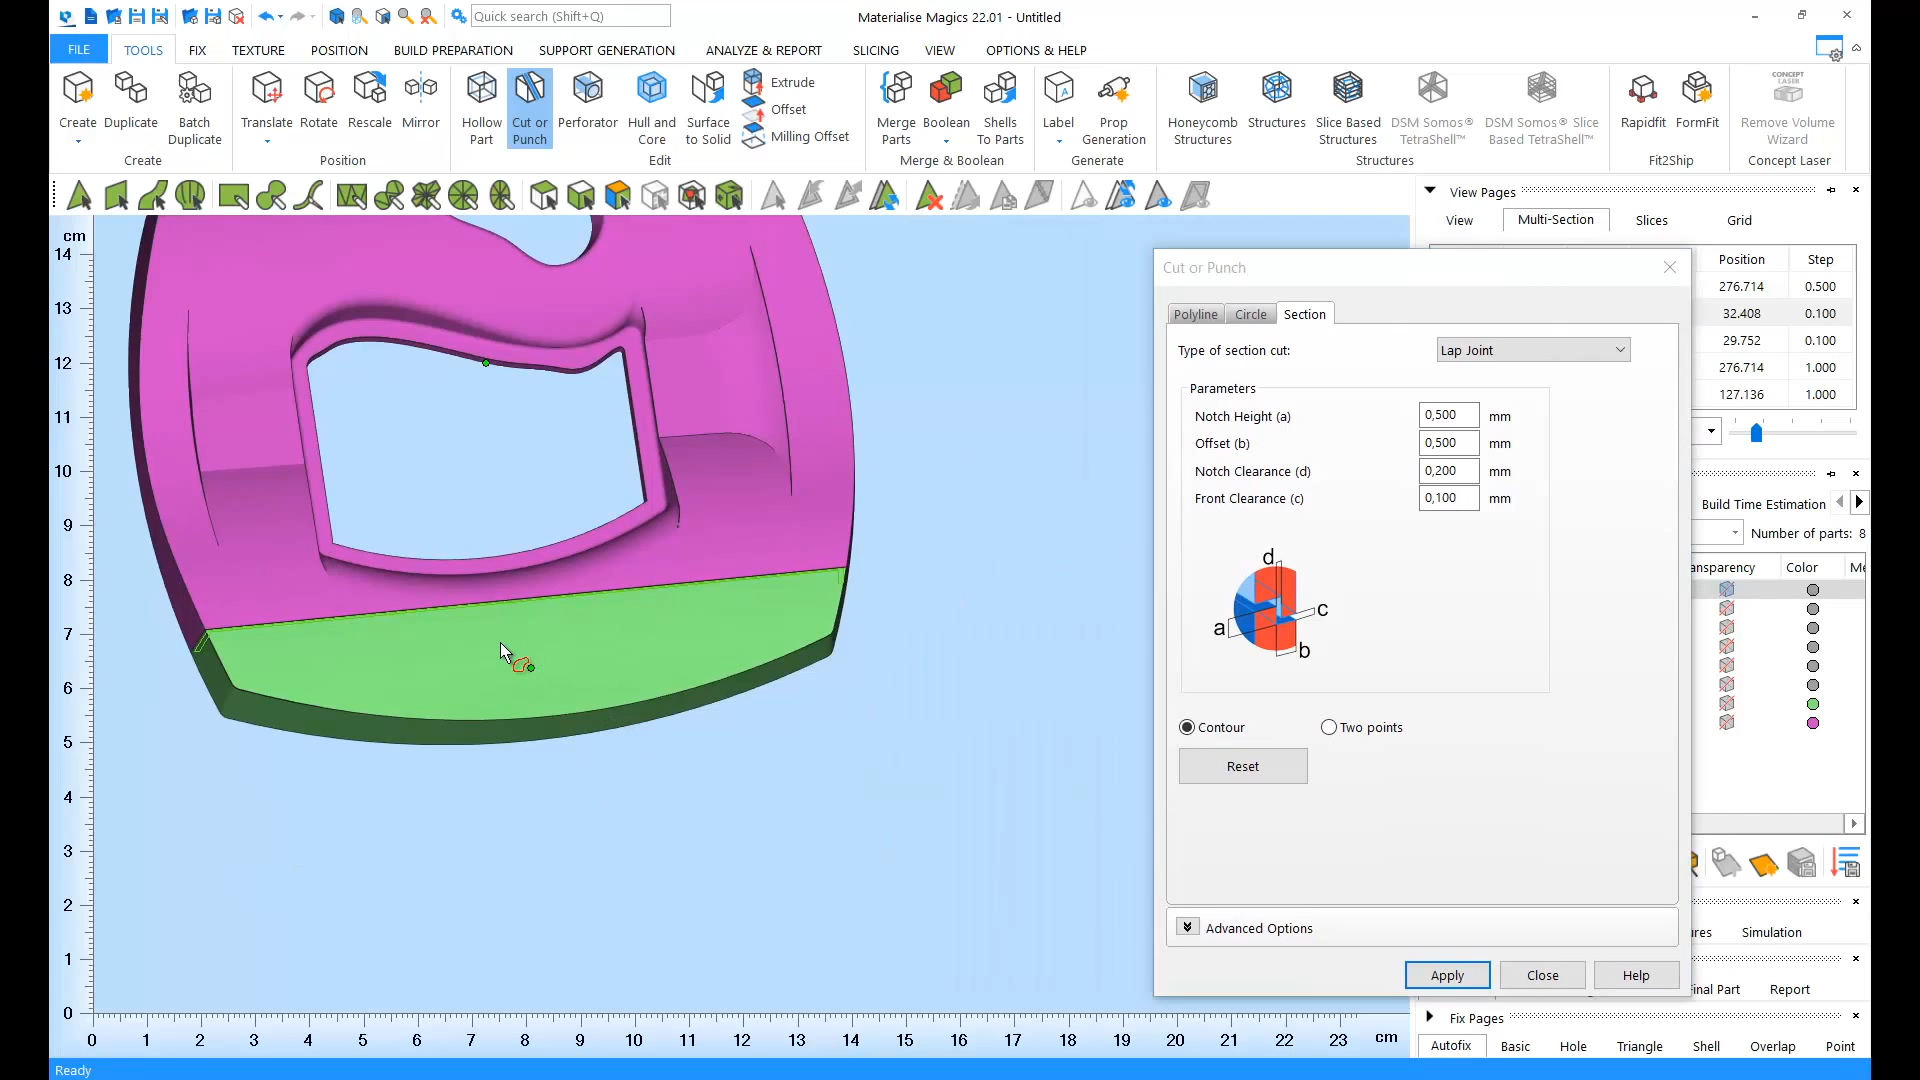 Quick search (Shift+Q)
Materialise Magics 22.01 - Untitled
FILE TOOLS FIX TEXTURE POSITION BUILD PREPARATION SUPPORT GENERATION ANALYZE & REPORT SLICING VIEW OPTIONS & HELP
Create Duplicate Batch Duplicate
Create
Translate Rotate Rescale Mirror
Position
Hollow Part Cut or Punch Perforator Hull and Core Surface to Solid Extrude Offset Milling Offset
Edit
Merge Parts Boolean Shells To Parts
Merge & Boolean
Label Prop Generation
Generate
Honeycomb Structures Structures Slice Based Structures DSM Somos® TetraShell™ DSM Somos® Slice Based TetraShell™
Structures
Rapidfit FormFit
Fit2Ship
Remove Volume Wizard
Concept Laser
cm
14
13
12
11
10
9
8
7
6
5
4
3
2
1
0
0 1 2 3 4 5 6 7 8 9 10 11 12 13 14 15 16 17 18 19 20 21 22 23 cm
Cut or Punch
Polyline Circle Section
Type of section cut: Lap Joint
Parameters
Notch Height (a) 0,500 mm
Offset (b) 0,500 mm
Notch Clearance (d) 0,200 mm
Front Clearance (c) 0,100 mm
d
c
a
b
Contour Two points
Reset
Advanced Options
Apply Close Help
View Pages
View Multi-Section Slices Grid
Position Step
276.714 0.500
32.408 0.100
29.752 0.100
276.714 1.000
127.136 1.000
Build Time Estimation
Number of parts: 8
ansparency Color Me
ires Simulation
inal Part Report
Fix Pages
Autofix Basic Hole Triangle Shell Overlap Point
Ready